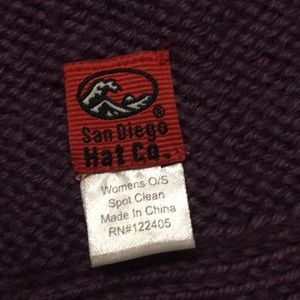 ®
San Diego
Hat Co.
Womens O/S
Spot Clean
Made In China
RN#122405